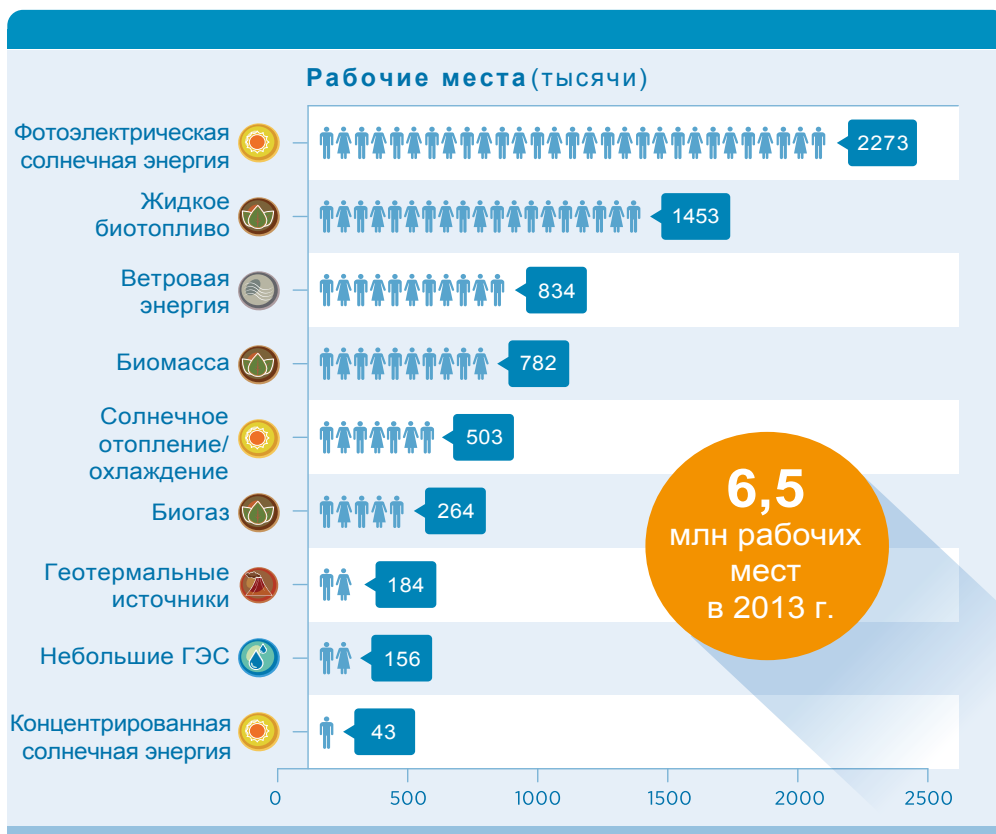 Рабочие места (тысячи)
Фотоэлектрическая
солнечная энергия
2273
Жидкое
биотопливо
1453
Ветровая
энергия
834
Биомасса
782
Солнечное
отопление/
охлаждение
503
Биогаз
264
Геотермальные
источники
184
Небольшие ГЭС
156
Концентрированная
солнечная энергия
43
6,5
млн рабочих
мест
в 2013 г.
0 500 1000 1500 2000 2500